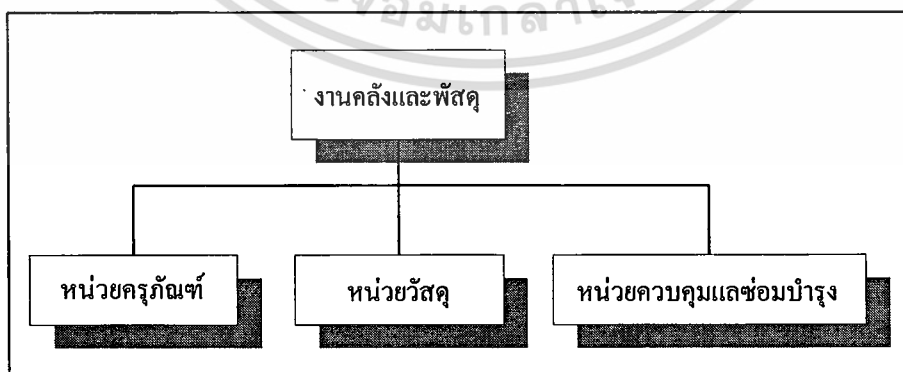 งานคลังและพัสดุ
หน่วยครุภัณฑ์
หน่วยวัสดุ
หน่วยควบคุมแลซ่อมบำรุง